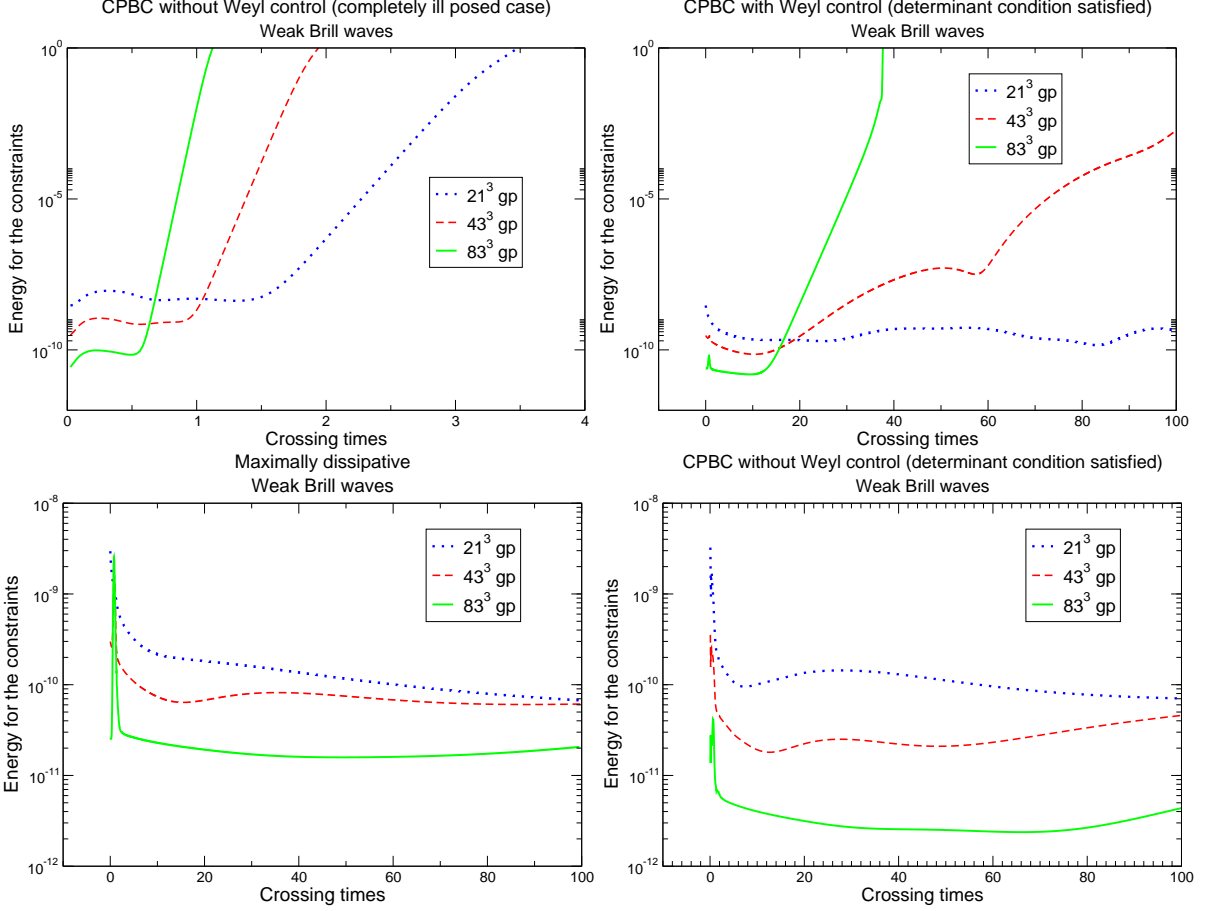 CPBC without Weyl control (completely ill posed case)
Weak Brill waves
10^0
10^-5
10^-10
Energy for the constraints
21^3 gp
43^3 gp
83^3 gp
0 1 2 3 4
Crossing times
CPBC with Weyl control (determinant condition satisfied)
Weak Brill waves
10^0
10^-5
10^-10
Energy for the constraints
21^3 gp
43^3 gp
83^3 gp
0 20 40 60 80 100
Crossing times
Maximally dissipative
Weak Brill waves
10^-8
10^-9
10^-10
10^-11
10^-12
Energy for the constraints
21^3 gp
43^3 gp
83^3 gp
0 20 40 60 80 100
Crossing times
CPBC without Weyl control (determinant condition satisfied)
Weak Brill waves
10^-8
10^-9
10^-10
10^-11
10^-12
Energy for the constraints
21^3 gp
43^3 gp
83^3 gp
0 20 40 60 80 100
Crossing times